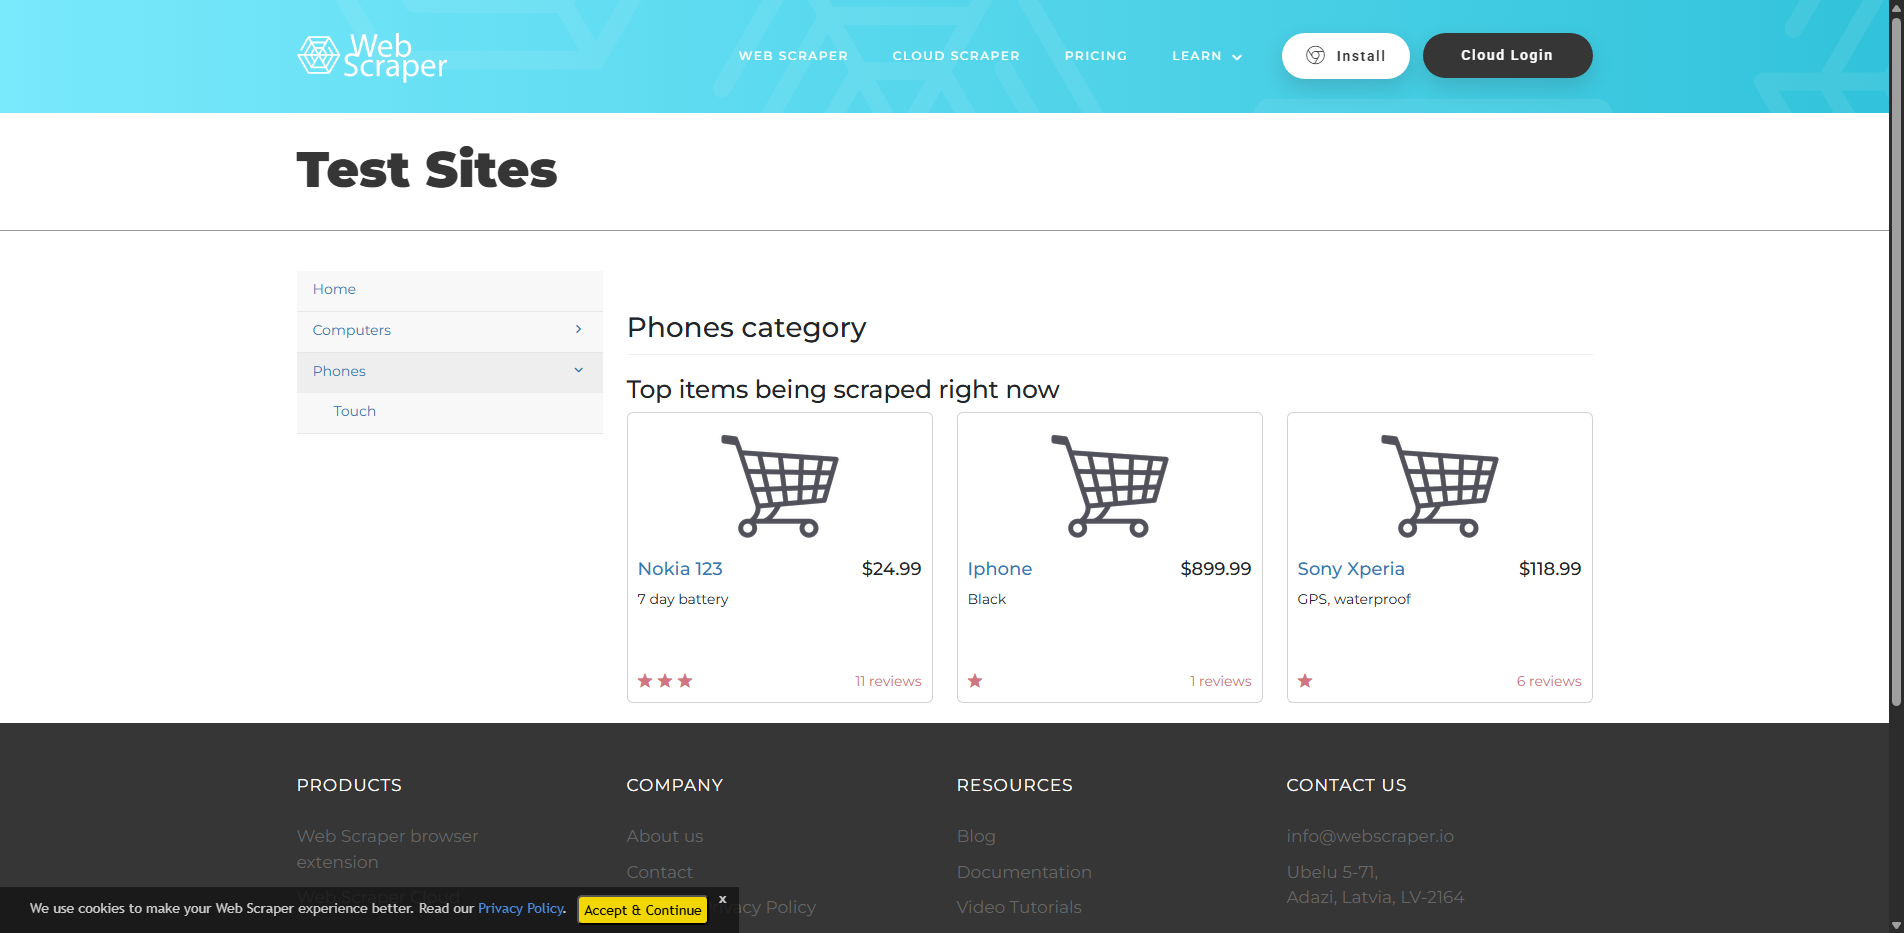 Web
Scraper
WEB SCRAPER
CLOUD SCRAPER
PRICING
LEARN
Install
Cloud Login
Test Sites
Home
Computers
Phones
Touch
Phones category
Top items being scraped right now
Nokia 123 $24.99
7 day battery
11 reviews
Iphone $899.99
Black
1 reviews
Sony Xperia $118.99
GPS, waterproof
6 reviews
PRODUCTS
Web Scraper browser
extension
Web Scraper Cloud
COMPANY
About us
Contact
vacy Policy
RESOURCES
Blog
Documentation
Video Tutorials
CONTACT US
info@webscraper.io
Ubelu 5-71,
Adazi, Latvia, LV-2164
We use cookies to make your Web Scraper experience better. Read our Privacy Policy. Accept & Continue x